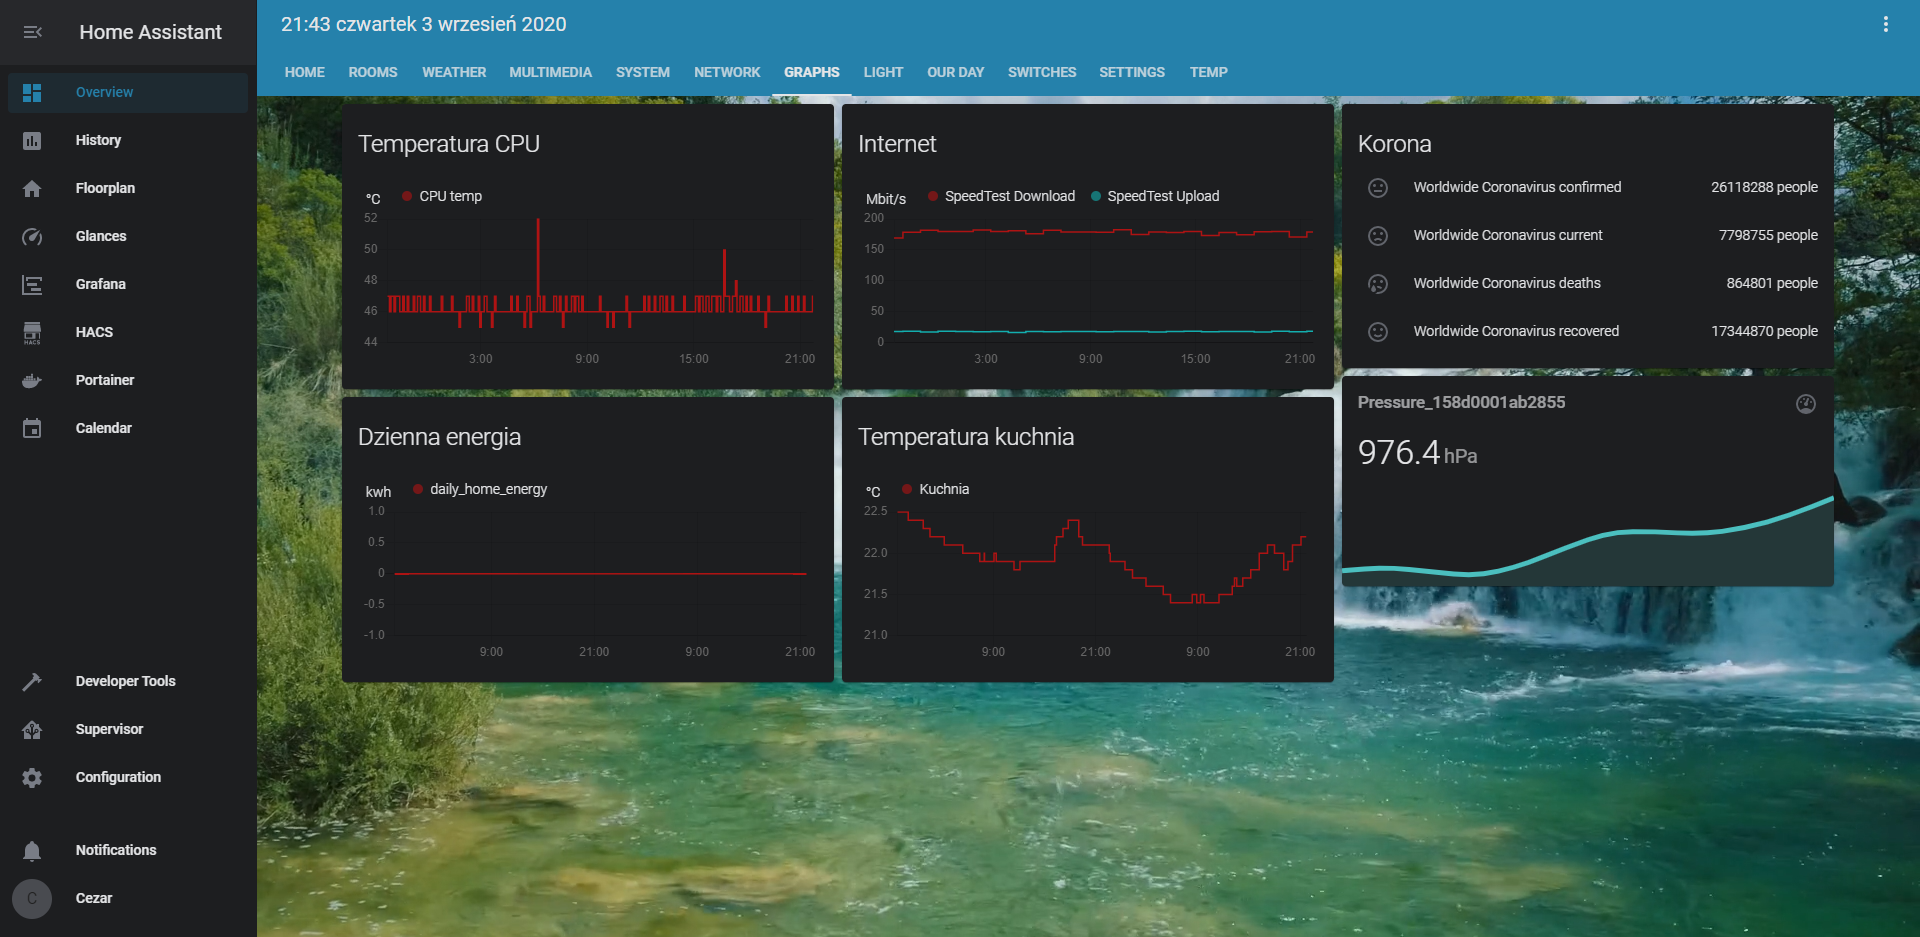 Home Assistant
Overview
History
Floorplan
Glances
Grafana
HACS
HACS
Portainer
Calendar
Developer Tools
Supervisor
Configuration
Notifications
C
Cezar
21:43 czwartek 3 wrzesień 2020
HOME ROOMS WEATHER MULTIMEDIA SYSTEM NETWORK GRAPHS LIGHT OUR DAY SWITCHES SETTINGS TEMP
Temperatura CPU
°C CPU temp
52
50
48
46
44
3:00 9:00 15:00 21:00
Dzienna energia
kwh daily_home_energy
1.0
0.5
0
-0.5
-1.0
9:00 21:00 9:00 21:00
Internet
Mbit/s SpeedTest Download SpeedTest Upload
200
150
100
50
0
3:00 9:00 15:00 21:00
Temperatura kuchnia
°C Kuchnia
22.5
22.0
21.5
21.0
9:00 21:00 9:00 21:00
Korona
Worldwide Coronavirus confirmed 26118288 people
Worldwide Coronavirus current 7798755 people
Worldwide Coronavirus deaths 864801 people
Worldwide Coronavirus recovered 17344870 people
Pressure_158d0001ab2855
976.4 hPa